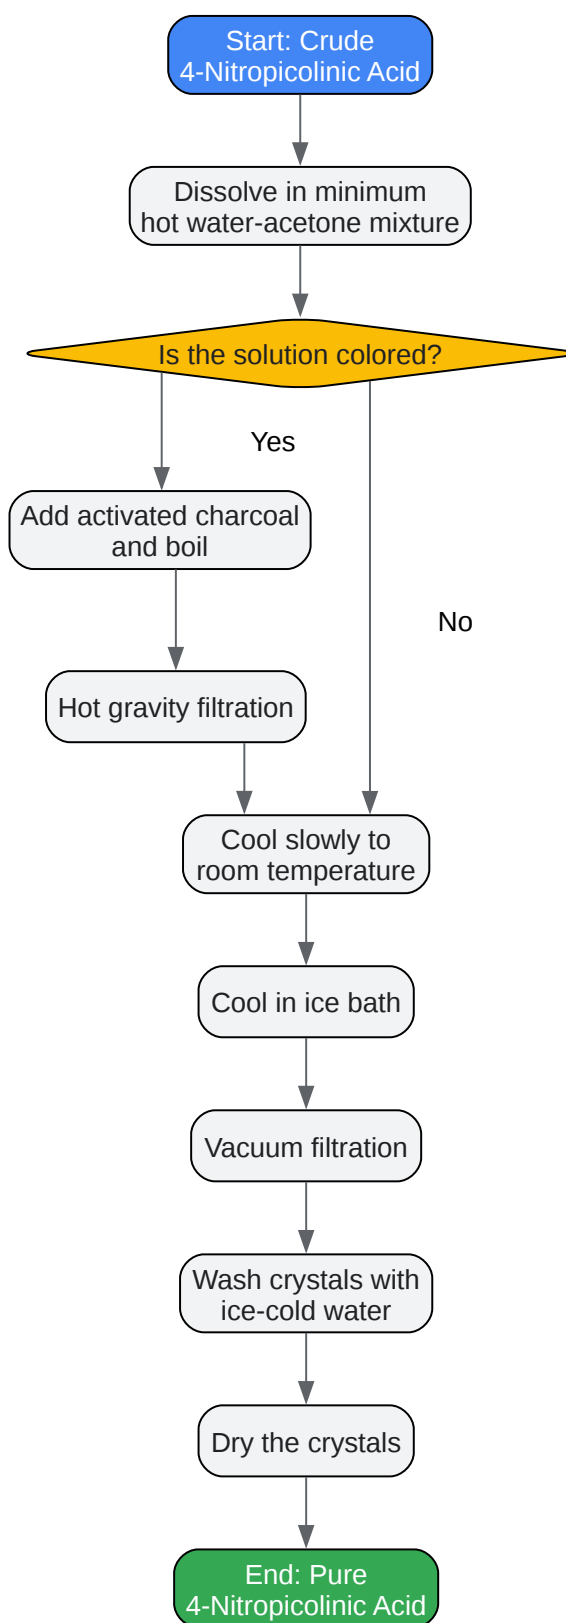 Start: Crude
4-Nitropicolinic Acid
Dissolve in minimum
hot water-acetone mixture
Is the solution colored?
Yes
Add activated charcoal
and boil
No
Hot gravity filtration
Cool slowly to
room temperature
Cool in ice bath
Vacuum filtration
Wash crystals with
ice-cold water
Dry the crystals
End: Pure
4-Nitropicolinic Acid